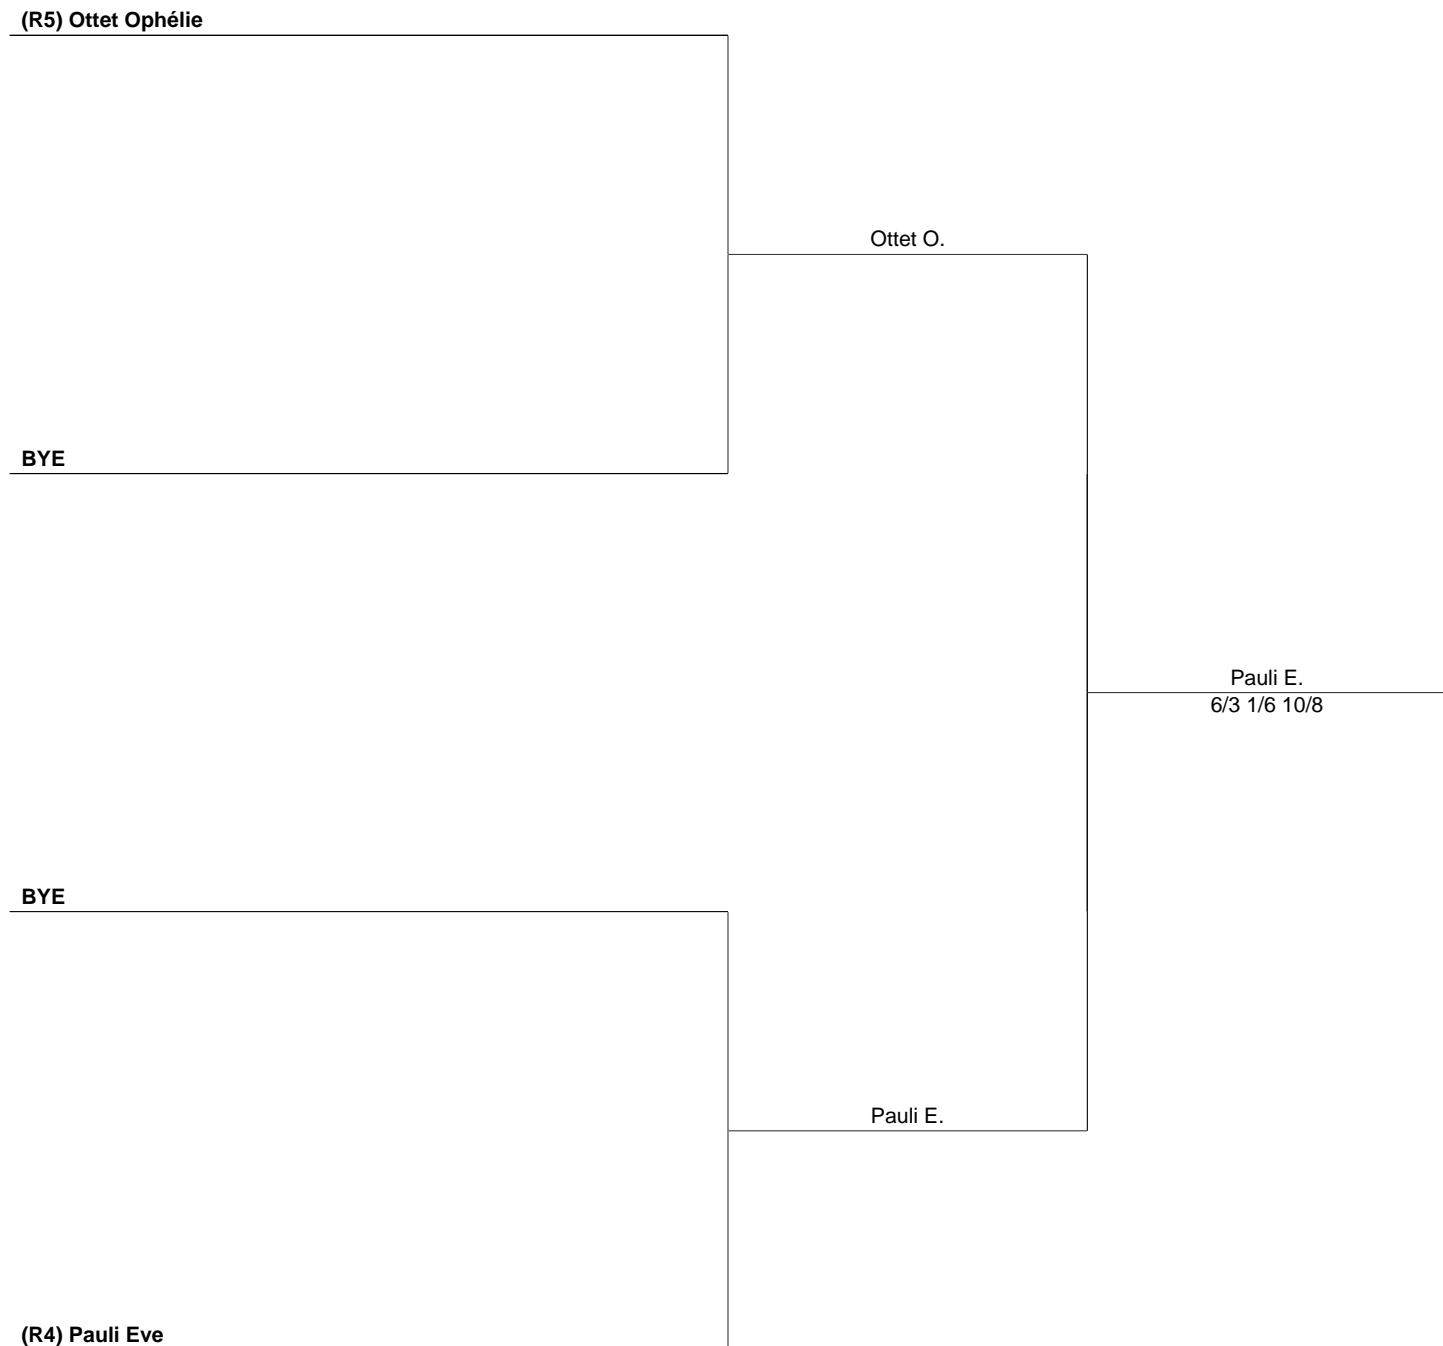 (R5) Ottet Ophélie
Ottet O.
BYE
Pauli E.
6/3 1/6 10/8
BYE
Pauli E.
(R4) Pauli Eve